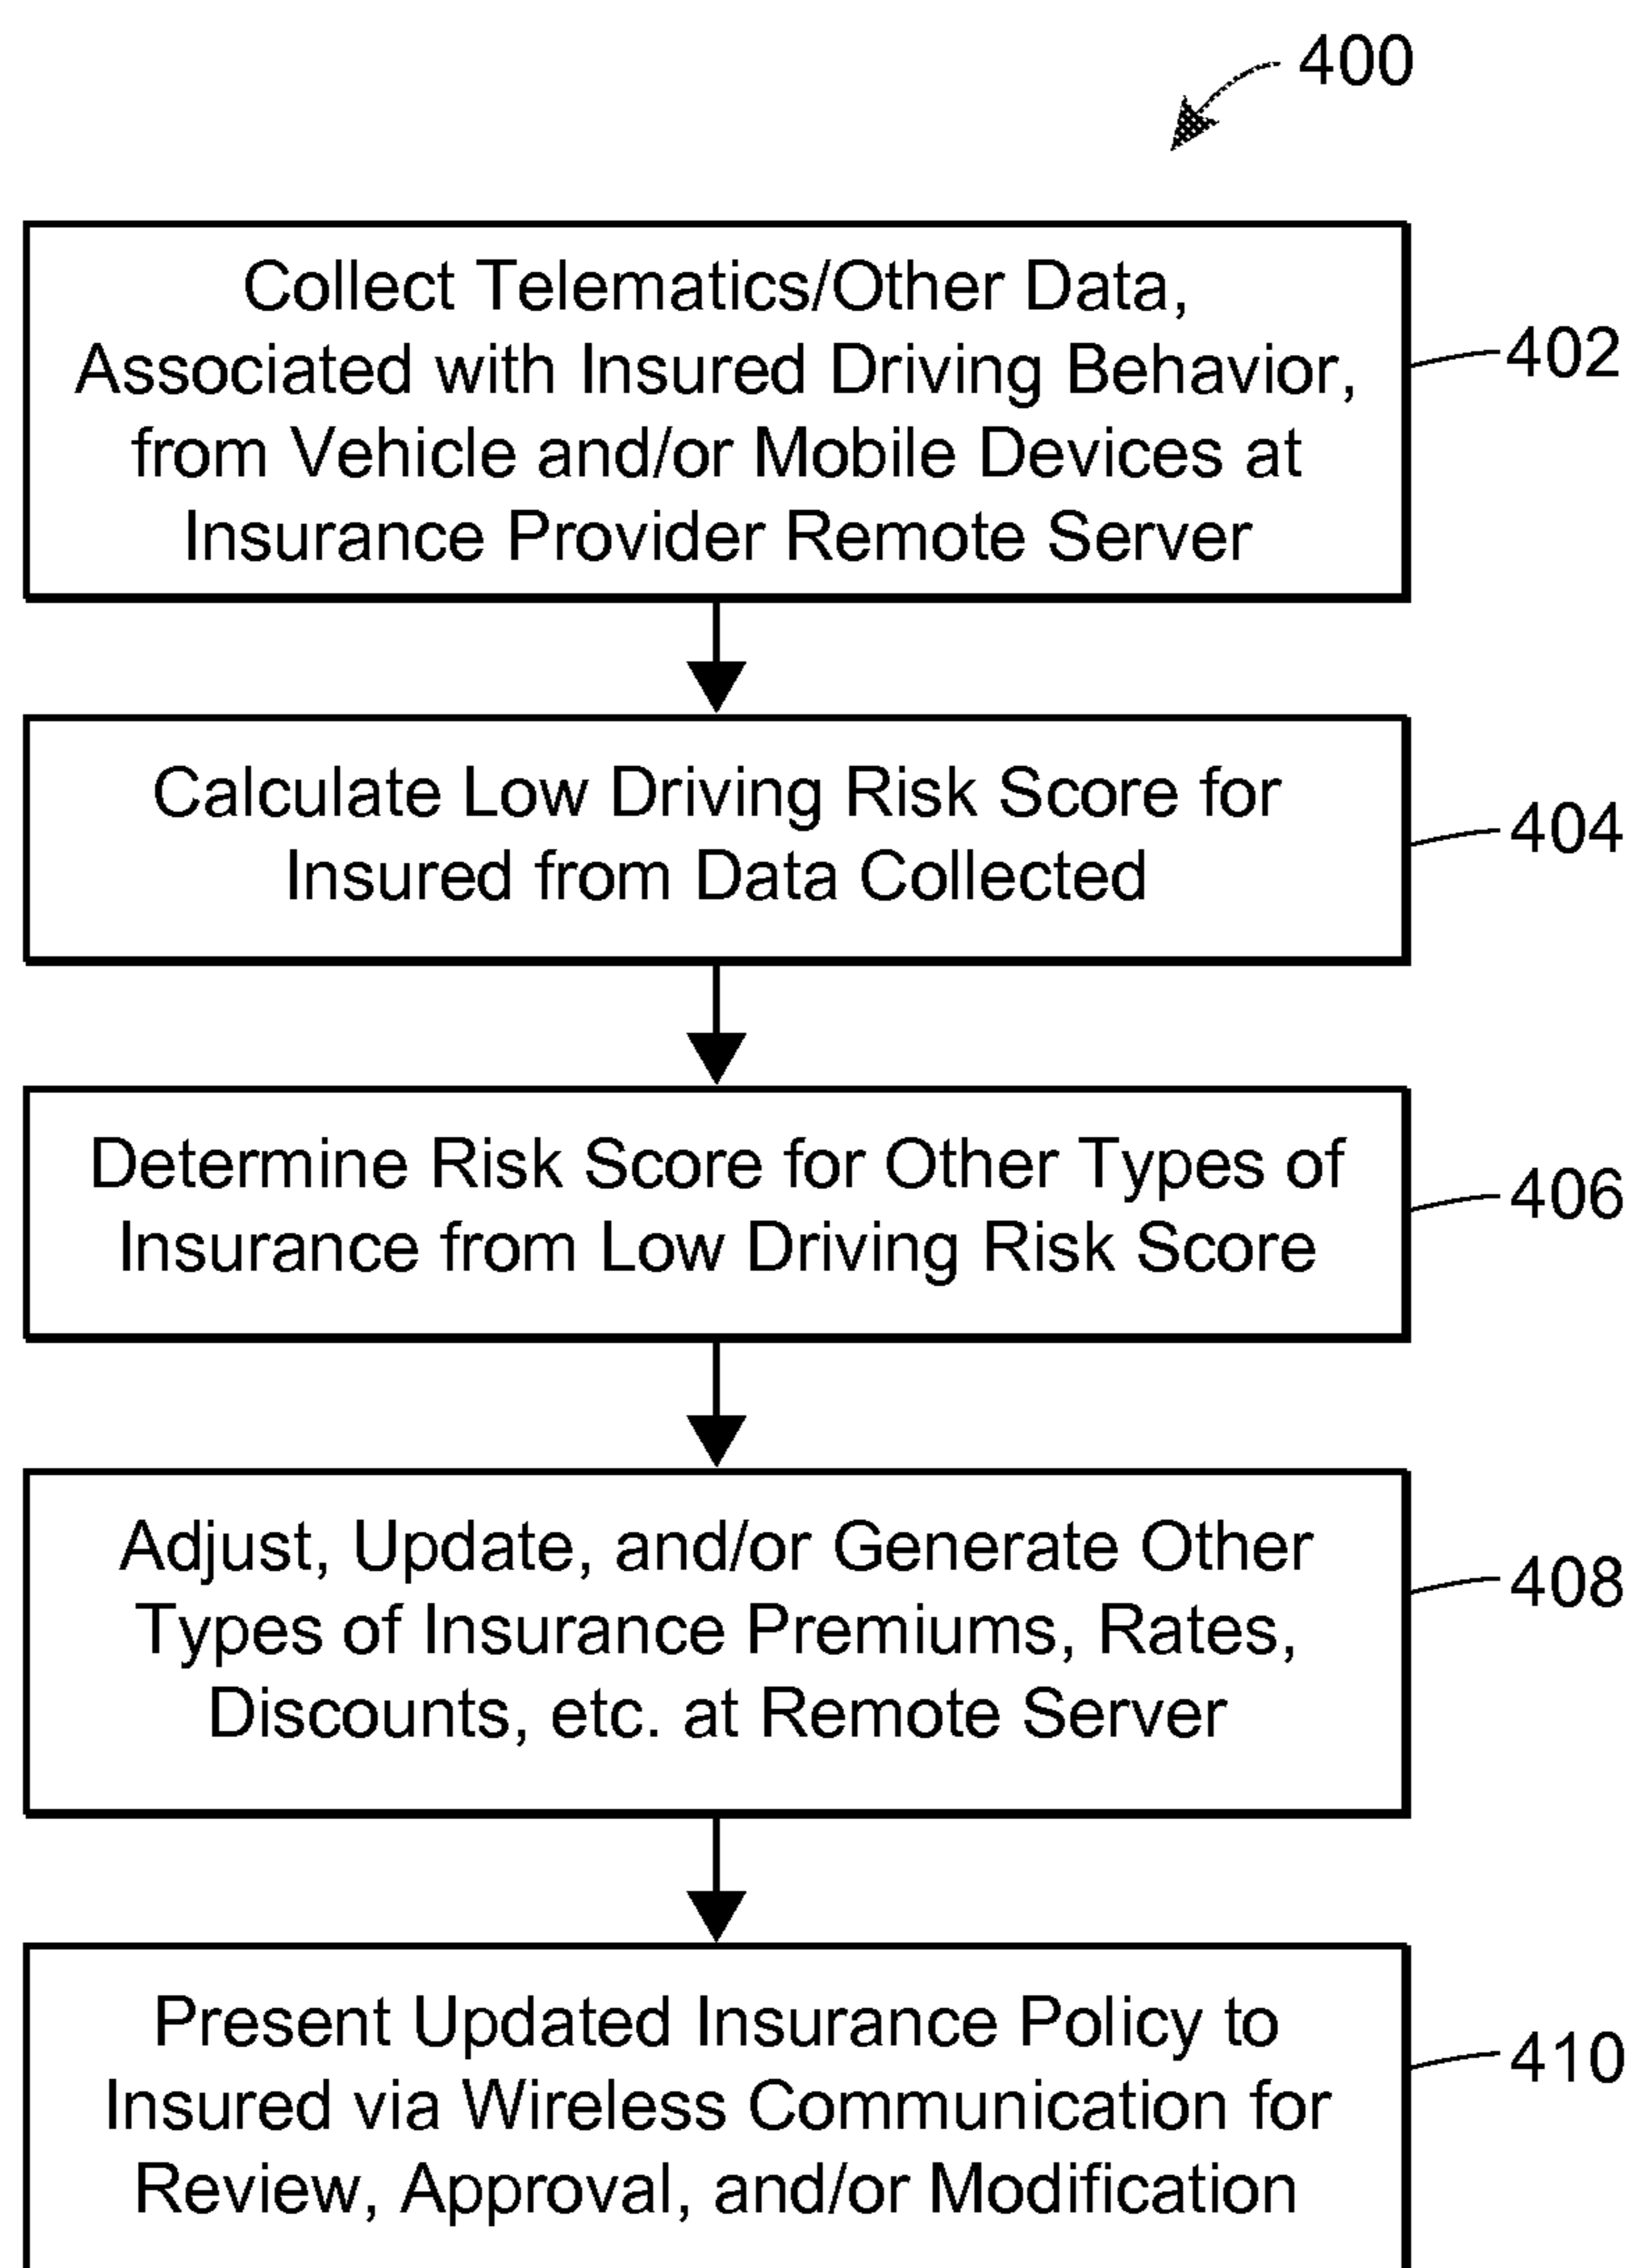 400
Collect Telematics/Other Data,
Associated with Insured Driving Behavior,
from Vehicle and/or Mobile Devices at
Insurance Provider Remote Server
402
Calculate Low Driving Risk Score for
Insured from Data Collected
404
Determine Risk Score for Other Types of
Insurance from Low Driving Risk Score
406
Adjust, Update, and/or Generate Other
Types of Insurance Premiums, Rates,
Discounts, etc. at Remote Server
408
Present Updated Insurance Policy to
Insured via Wireless Communication for
Review, Approval, and/or Modification
410